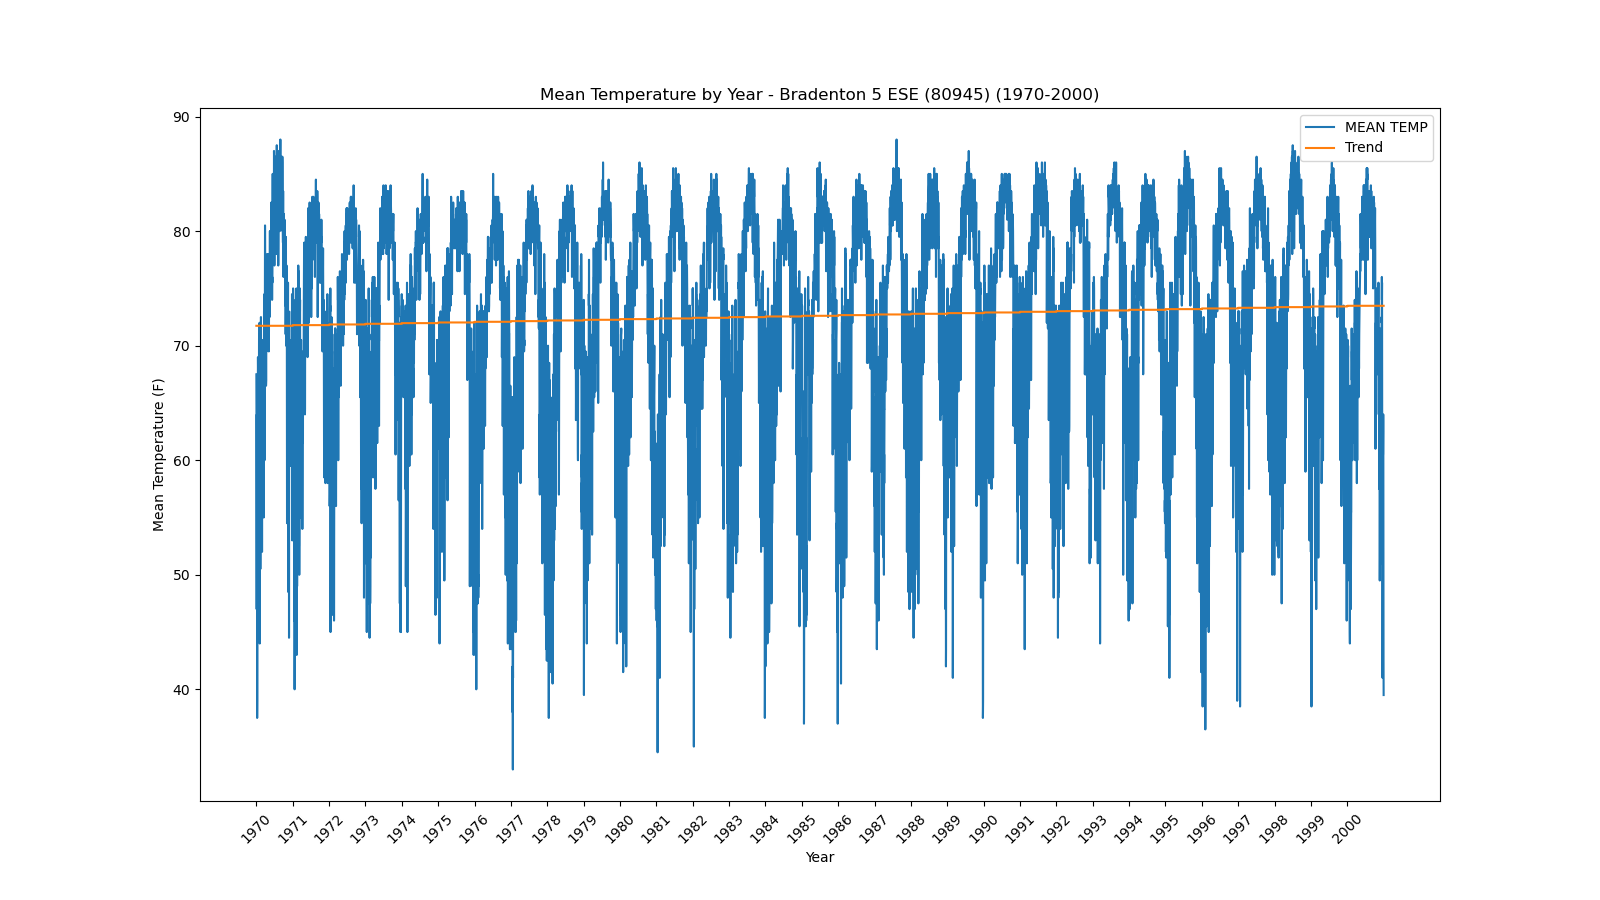 Mean Temperature by Year - Bradenton 5 ESE (80945) (1970-2000)
MEAN TEMP
Trend
90
80
70
60
50
40
Mean Temperature (F)
1970 1971 1972 1973 1974 1975 1976 1977 1978 1979 1980 1981 1982 1983 1984 1985 1986 1987 1988 1989 1990 1991 1992 1993 1994 1995 1996 1997 1998 1999 2000
Year